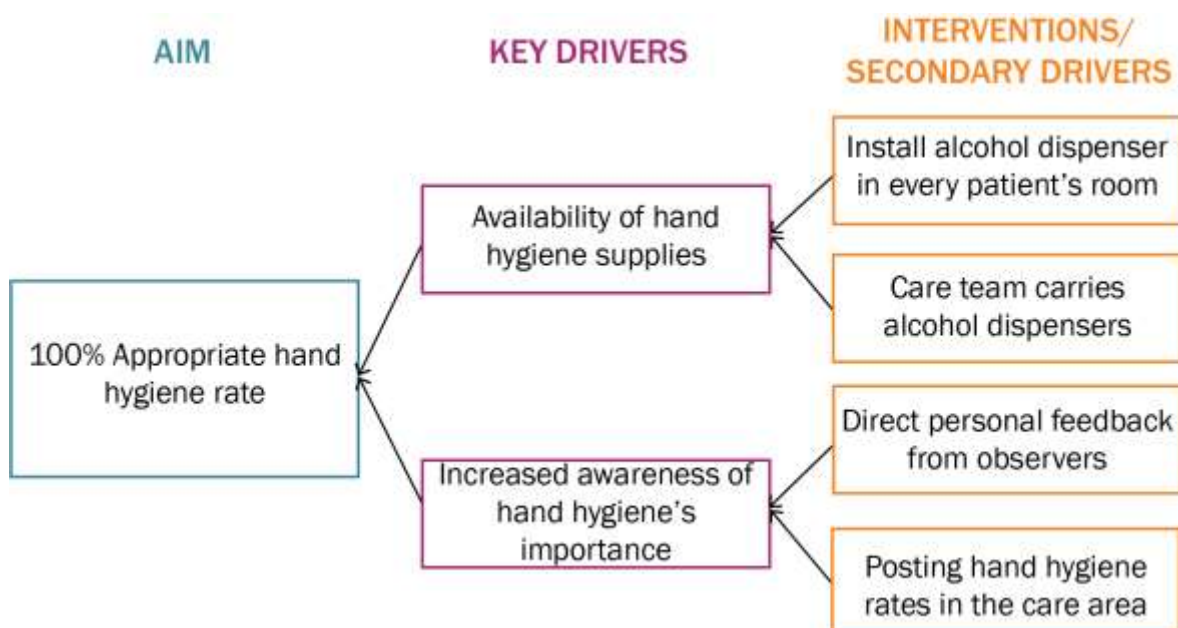 AIM
KEY DRIVERS
INTERVENTIONS/
SECONDARY DRIVERS
100% Appropriate hand
hygiene rate
Availability of hand
hygiene supplies
Increased awareness of
hand hygiene's
importance
Install alcohol dispenser
in every patient's room
Care team carries
alcohol dispensers
Direct personal feedback
from observers
Posting hand hygiene
rates in the care area